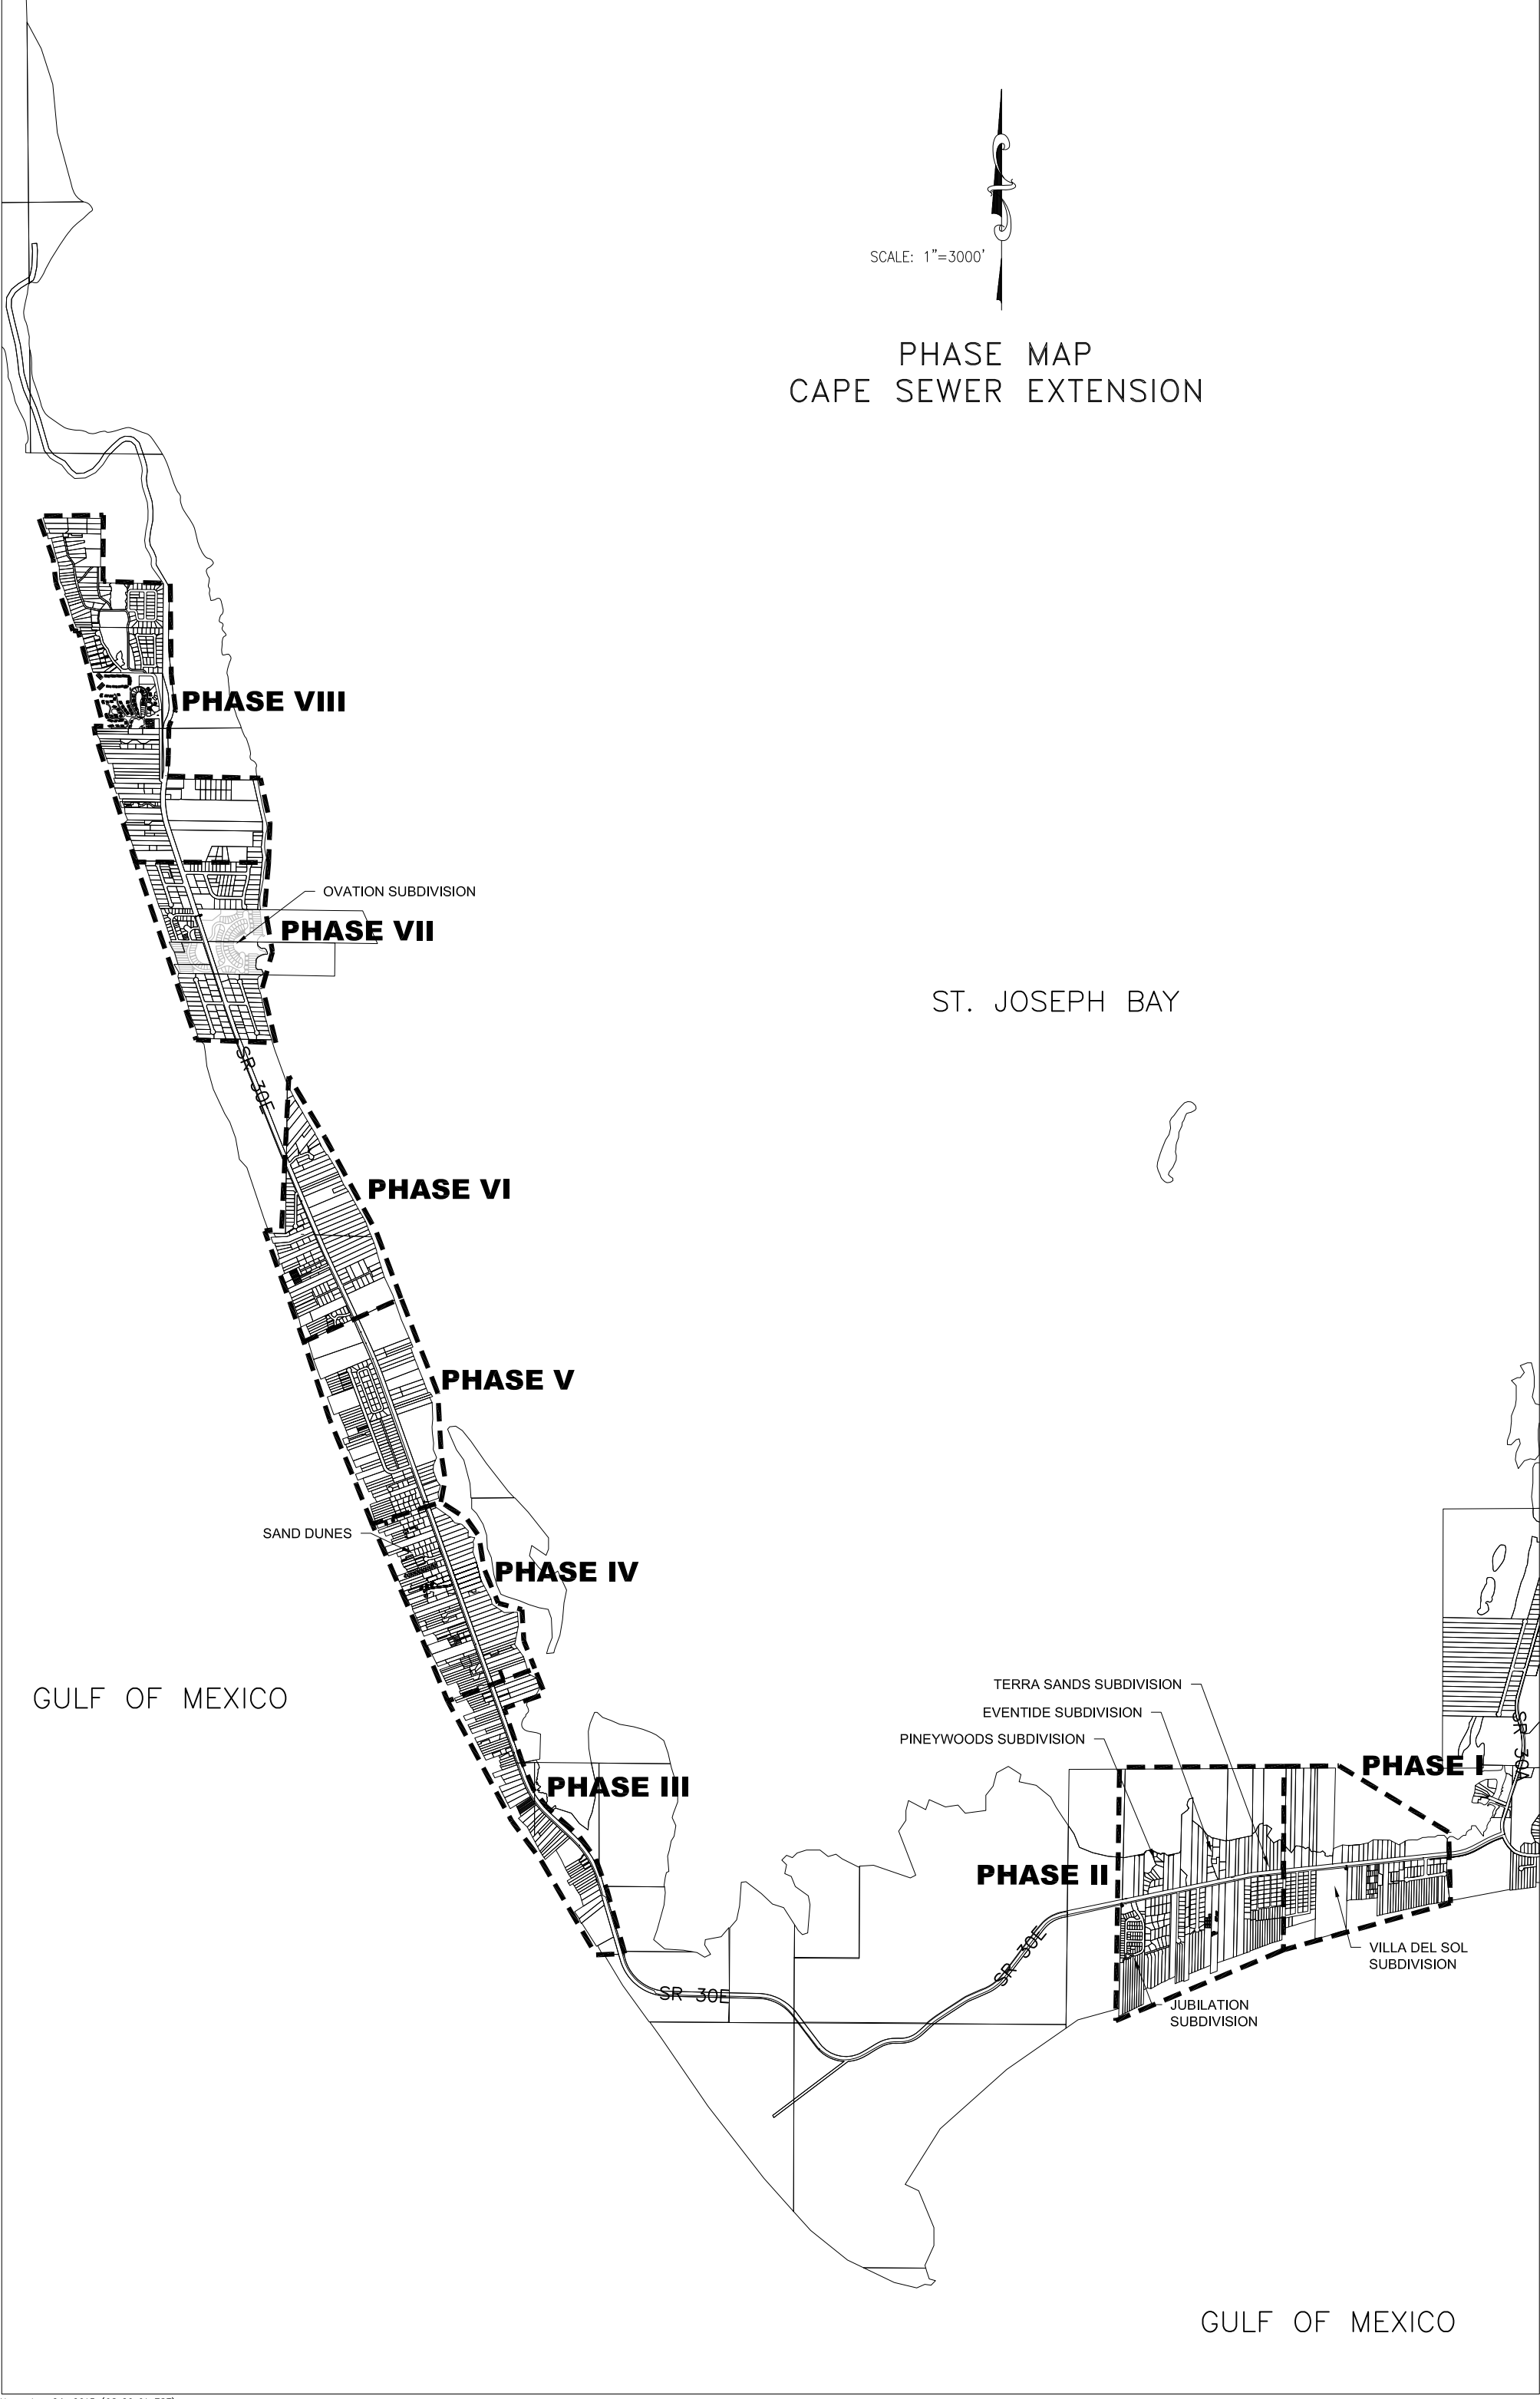 SCALE: 1"=3000'
PHASE MAP
CAPE SEWER EXTENSION
PHASE VIII
OVATION SUBDIVISION
PHASE VII
ST. JOSEPH BAY
SR 30E
PHASE VI
PHASE V
SAND DUNES
PHASE IV
GULF OF MEXICO
TERRA SANDS SUBDIVISION
EVENTIDE SUBDIVISION
PINEYWOODS SUBDIVISION
SR 30A
PHASE I
PHASE III
PHASE II
VILLA DEL SOL
SUBDIVISION
SR 30E
SR 30E
JUBILATION
SUBDIVISION
GULF OF MEXICO